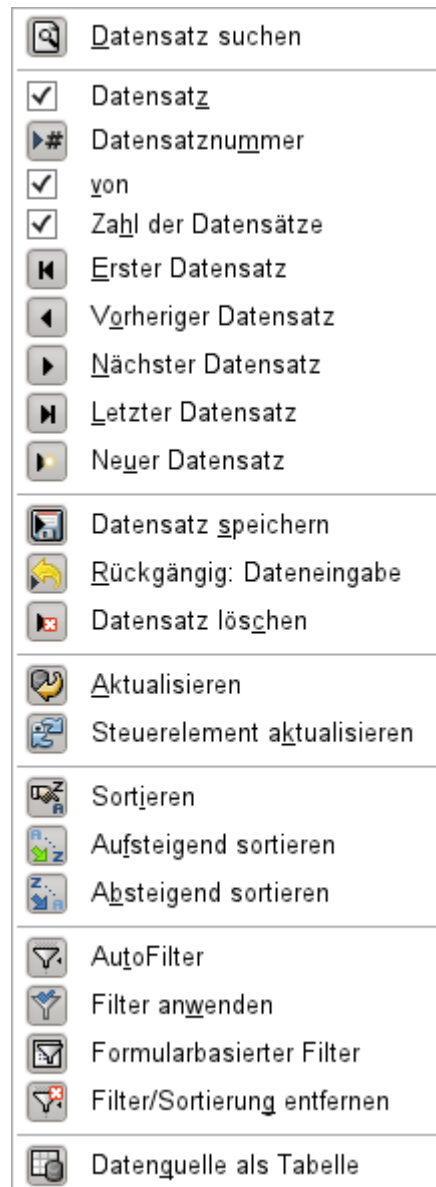 Datensatz suchen
Datensatz
Datensatznummer
von
Zahl der Datensätze
Erster Datensatz
Vorheriger Datensatz
Nächster Datensatz
Letzter Datensatz
Neuer Datensatz
Datensatz speichern
Rückgängig: Dateneingabe
Datensatz löschen
Aktualisieren
Steuerelement aktualisieren
Sortieren
Aufsteigend sortieren
Absteigend sortieren
AutoFilter
Filter anwenden
Formularbasierter Filter
Filter/Sortierung entfernen
Datenquelle als Tabelle